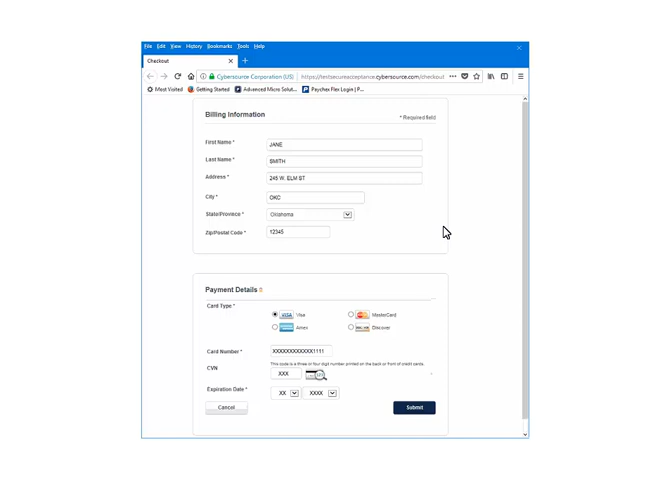 File Edit View History Bookmarks Tools Help
Checkout
Cybersource Corporation (US) https://testsecureacceptance.cybersource.com/checkout
Most Visited Getting Started Advanced Micro Solut... Paychex Flex Login | P...
Billing Information
* Required field
First Name * JANE
Last Name * SMITH
Address * 245 W. ELM ST
City * OKC
State/Province * Oklahoma
Zip/Postal Code * 12345
Payment Details
Card Type *
VISA Visa MasterCard
Amex Discover
Card Number * XXXXXXXXXXXX1111
This code is a three or four digit number printed on the back or front of credit cards.
CVN XXX
Expiration Date * XX XXXX
Cancel Submit